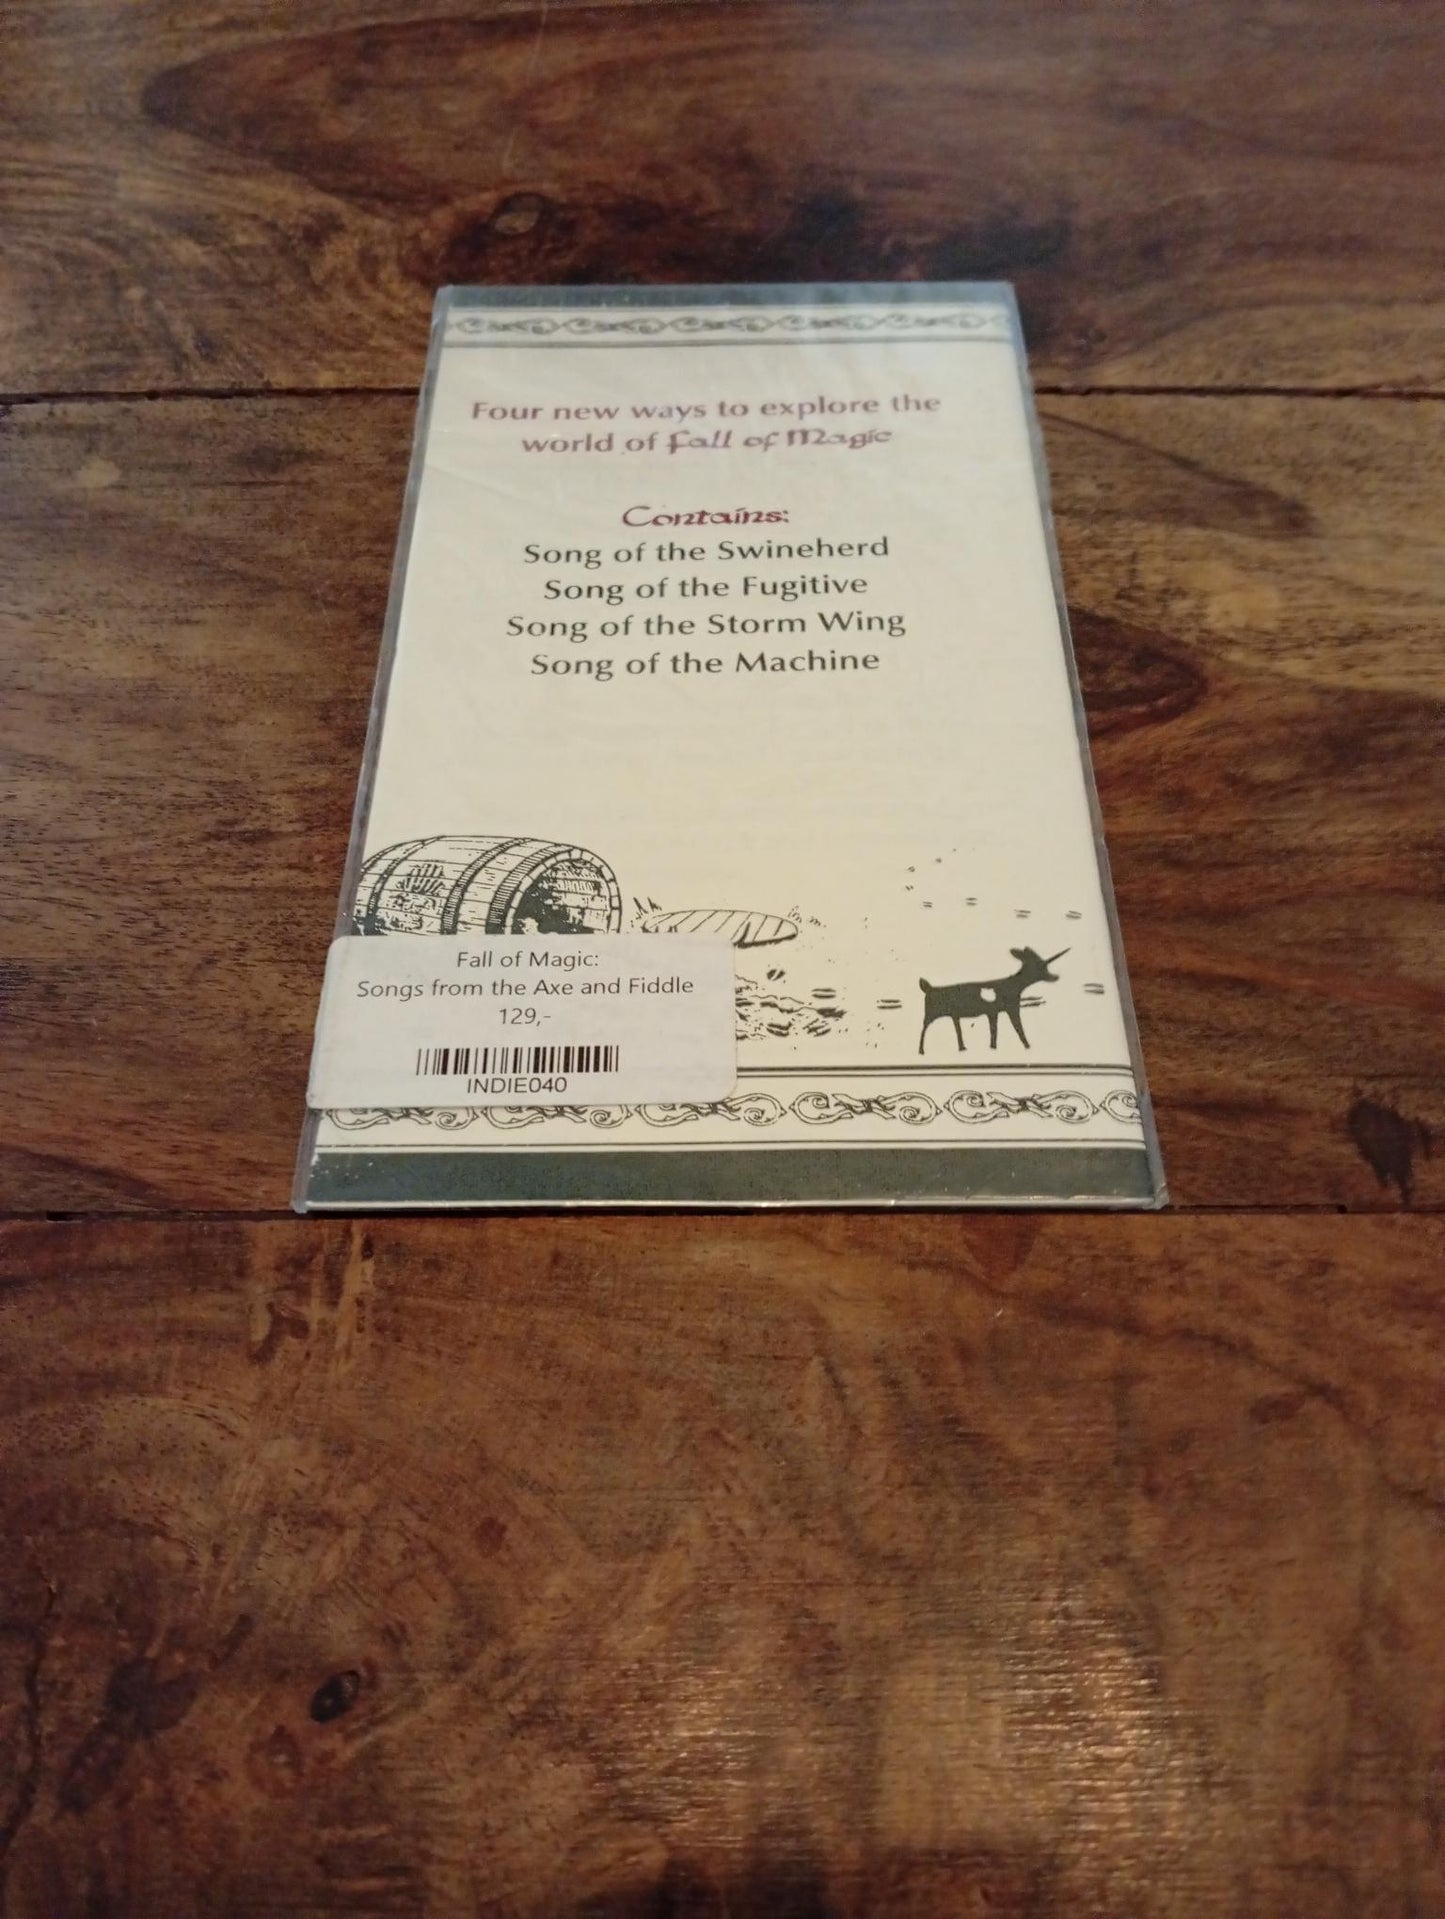 Four new ways to explore the
world of Fall of Magic
Contains:
Song of the Swineherd
Song of the Fugitive
Song of the Storm Wing
Song of the Machine
Fall of Magic:
Songs from the Axe and Fiddle
129,-
INDIE040